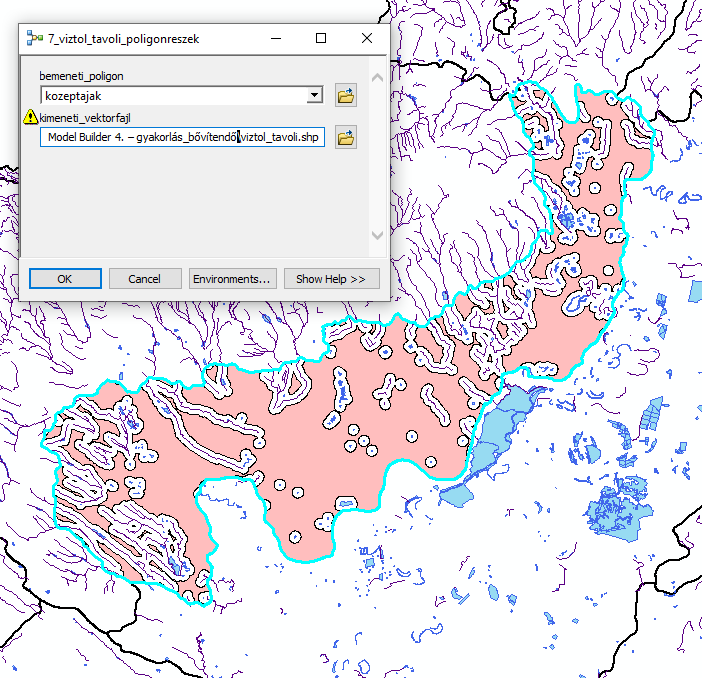 7_viztol_tavoli_poligonreszek
bemeneti_poligon
kozeptajak
kimeneti_vektorfajl
Model Builder 4. – gyakorlás_bővítendő\viztol_tavoli.shp
OK
Cancel
Environments...
Show Help >>